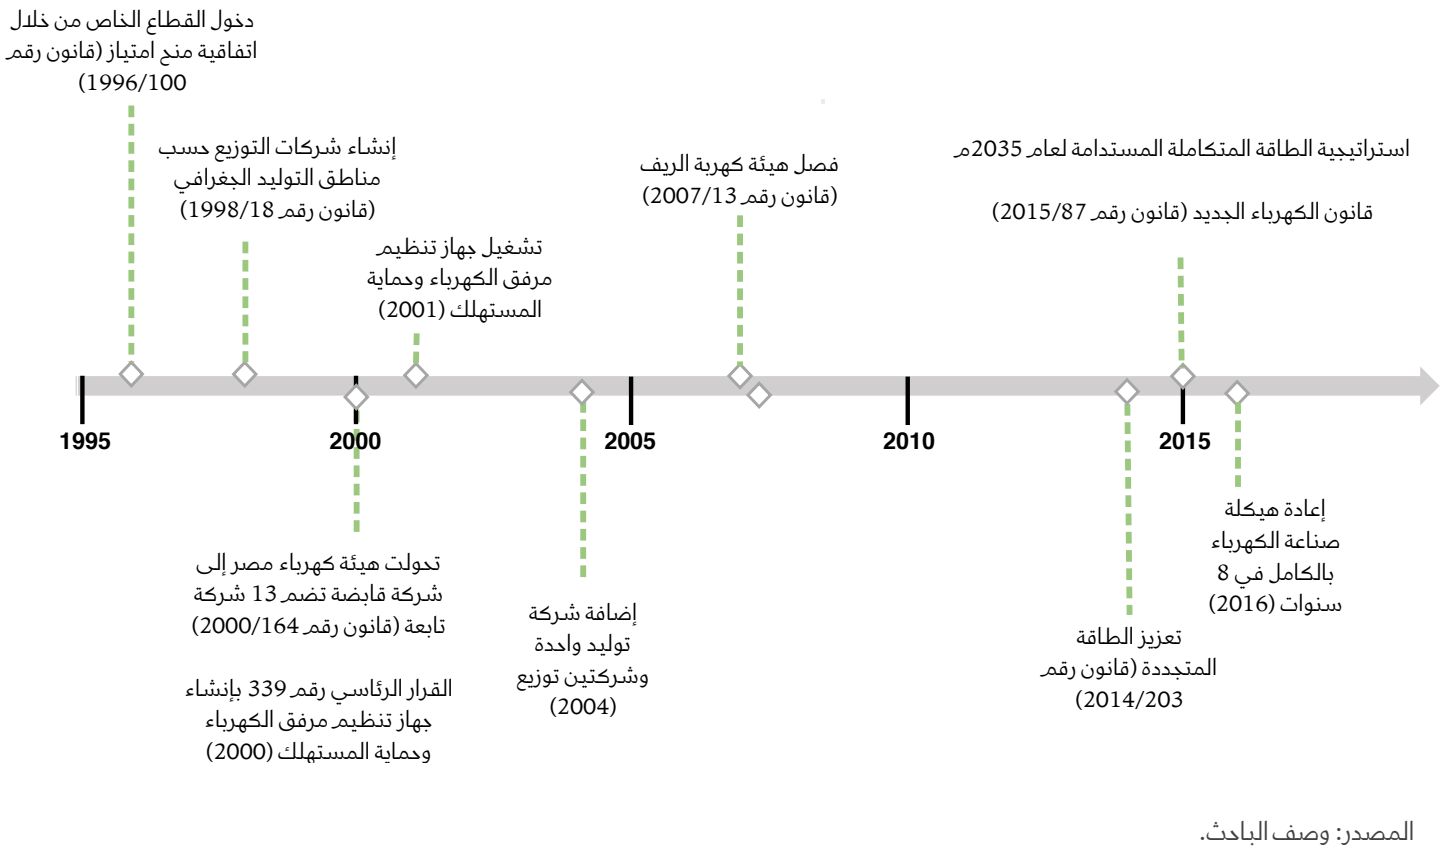 دخول القطاع الخاص من خلال
اتفاقية منح امتياز (قانون رقم
1996/100)
إنشاء شركات التوزيع حسب
مناطق التوليد الجغرافي
(قانون رقم 1998/18)
تشغيل جهاز تنظيم
مرفق الكهرباء وحماية
المستهلك (2001)
فصل هيئة كهربة الريف
(قانون رقم 2007/13)
استراتيجية الطاقة المتكاملة المستدامة لعام 2035م
قانون الكهرباء الجديد (قانون رقم 2015/87)
1995
2000
2005
2010
2015
تحولت هيئة كهرباء مصر إلى
شركة قابضة تضم 13 شركة
تابعة (قانون رقم 2000/164)
القرار الرئاسي رقم 339 بإنشاء
جهاز تنظيم مرفق الكهرباء
وحماية المستهلك (2000)
إضافة شركة
توليد واحدة
وشركتين توزيع
(2004)
تعزيز الطاقة
المتجددة (قانون رقم
2014/203)
إعادة هيكلة
صناعة الكهرباء
بالكامل في 8
سنوات (2016)
المصدر: وصف الباحث.